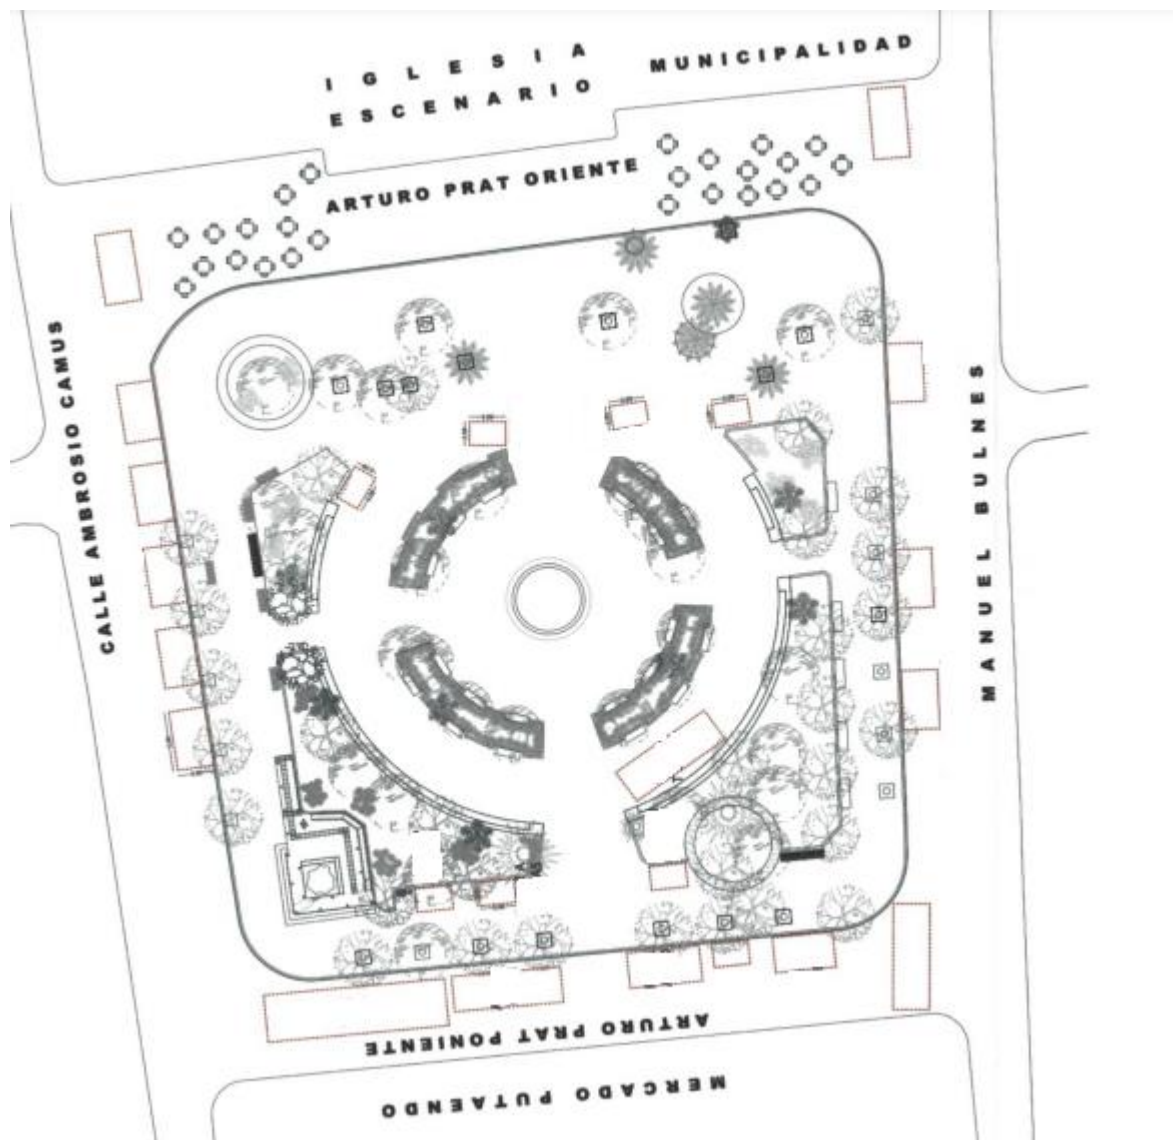 IGLESIA
ESCENARIO
MUNICIPALIDAD
ARTURO PRAT ORIENTE
CALLE AMBROSIO CAMUS
MANUEL BULNES
ARTURO PRAT PONIENTE
MERCADO PUTAENDO